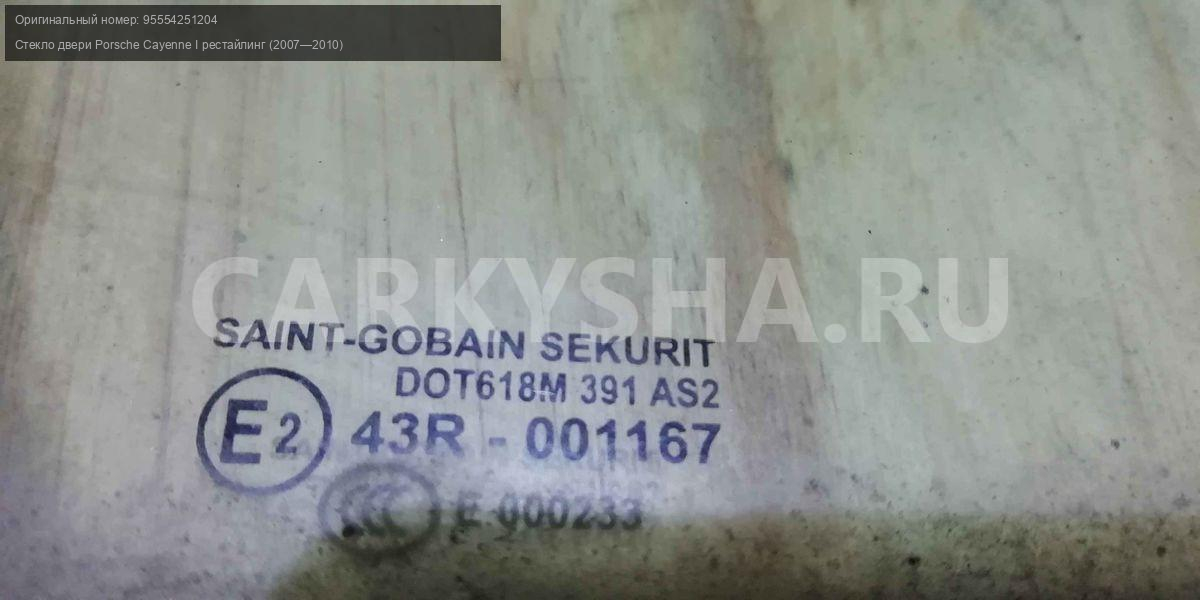 Оригинальный номер: 95554251204
Стекло двери Porsche Cayenne I рестайлинг (2007—2010)
CARKYSHA.RU
SAINT-GOBAIN SEKURIT
DOT618M 391 AS2
E2 43R - 001167
CCC E 000233